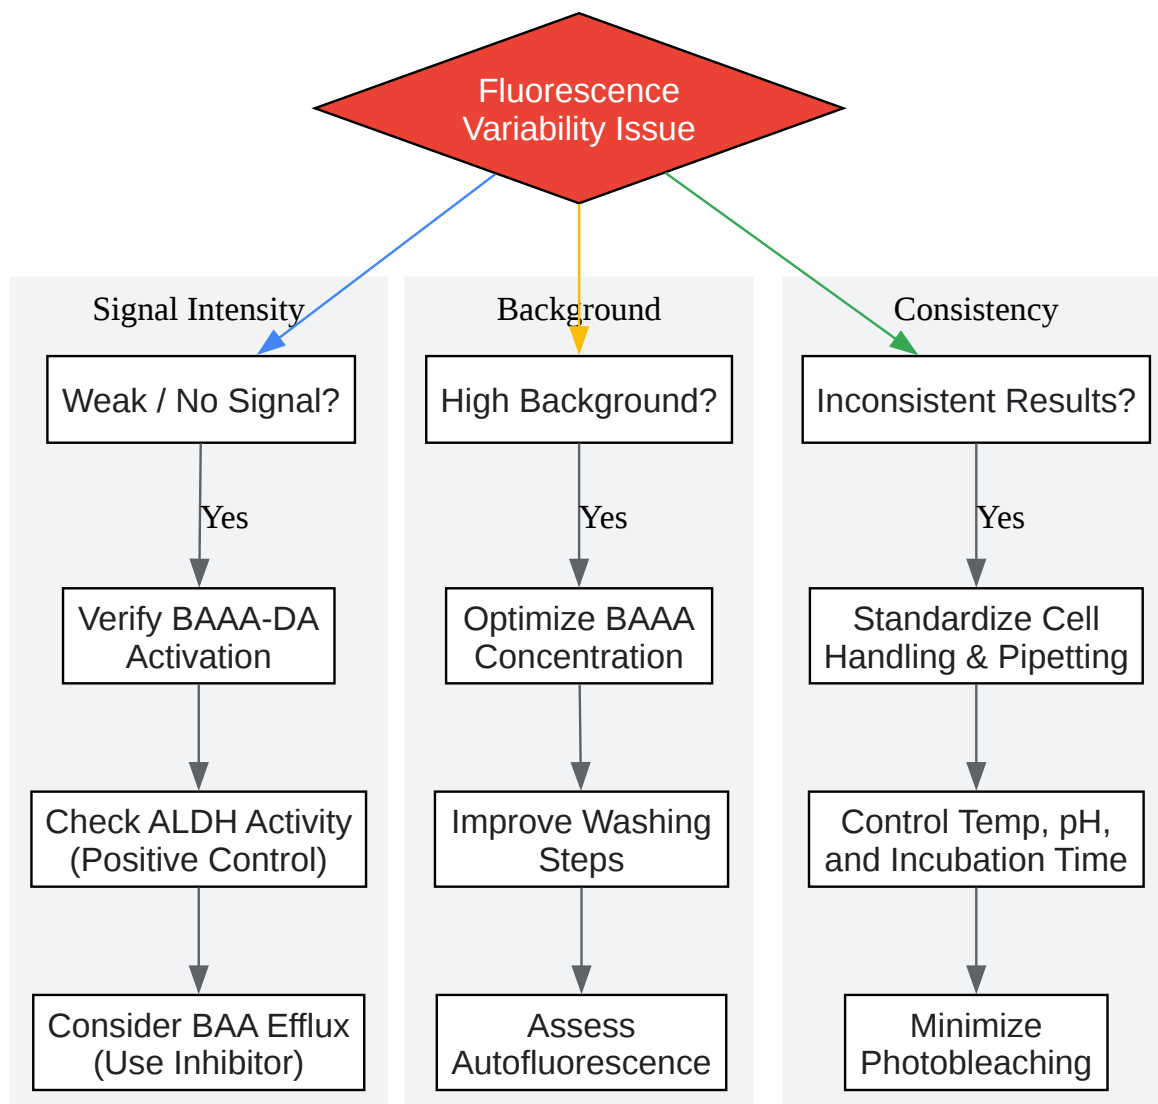 Fluorescence
Variability Issue
Signal Intensity
Weak / No Signal?
Yes
Verify BAAA-DA
Activation
Check ALDH Activity
(Positive Control)
Consider BAA Efflux
(Use Inhibitor)
Background
High Background?
Yes
Optimize BAAA
Concentration
Improve Washing
Steps
Assess
Autofluorescence
Consistency
Inconsistent Results?
Yes
Standardize Cell
Handling & Pipetting
Control Temp, pH,
and Incubation Time
Minimize
Photobleaching